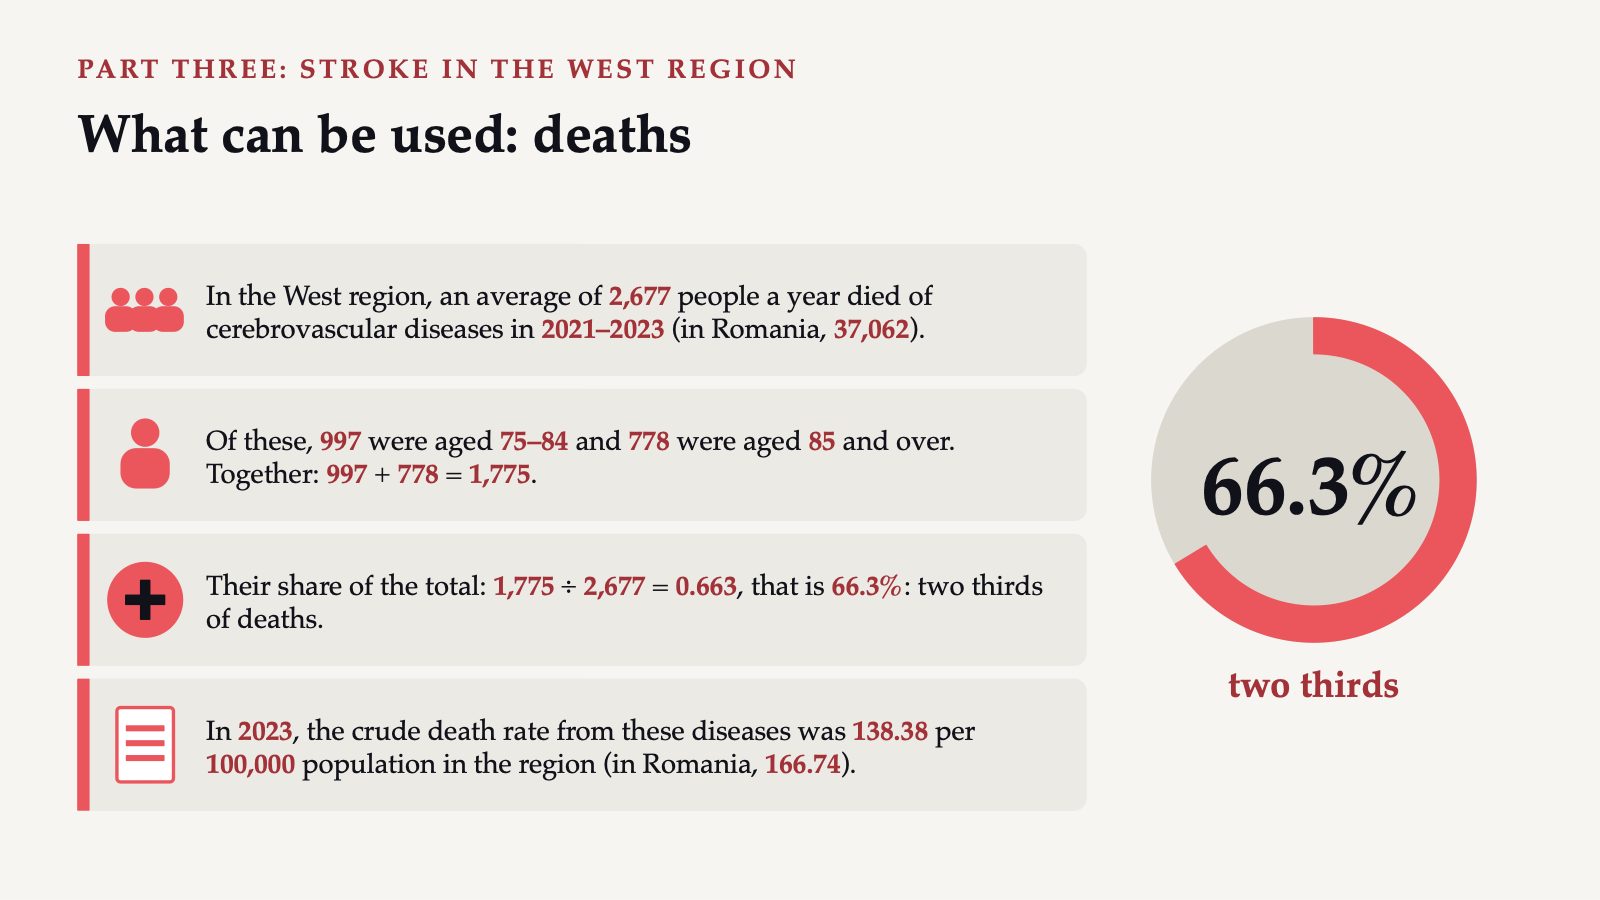 PART THREE: STROKE IN THE WEST REGION
What can be used: deaths
In the West region, an average of 2,677 people a year died of
cerebrovascular diseases in 2021–2023 (in Romania, 37,062).
Of these, 997 were aged 75–84 and 778 were aged 85 and over.
Together: 997 + 778 = 1,775.
Their share of the total: 1,775 ÷ 2,677 = 0.663, that is 66.3%: two thirds
of deaths.
In 2023, the crude death rate from these diseases was 138.38 per
100,000 population in the region (in Romania, 166.74).
66.3%
two thirds